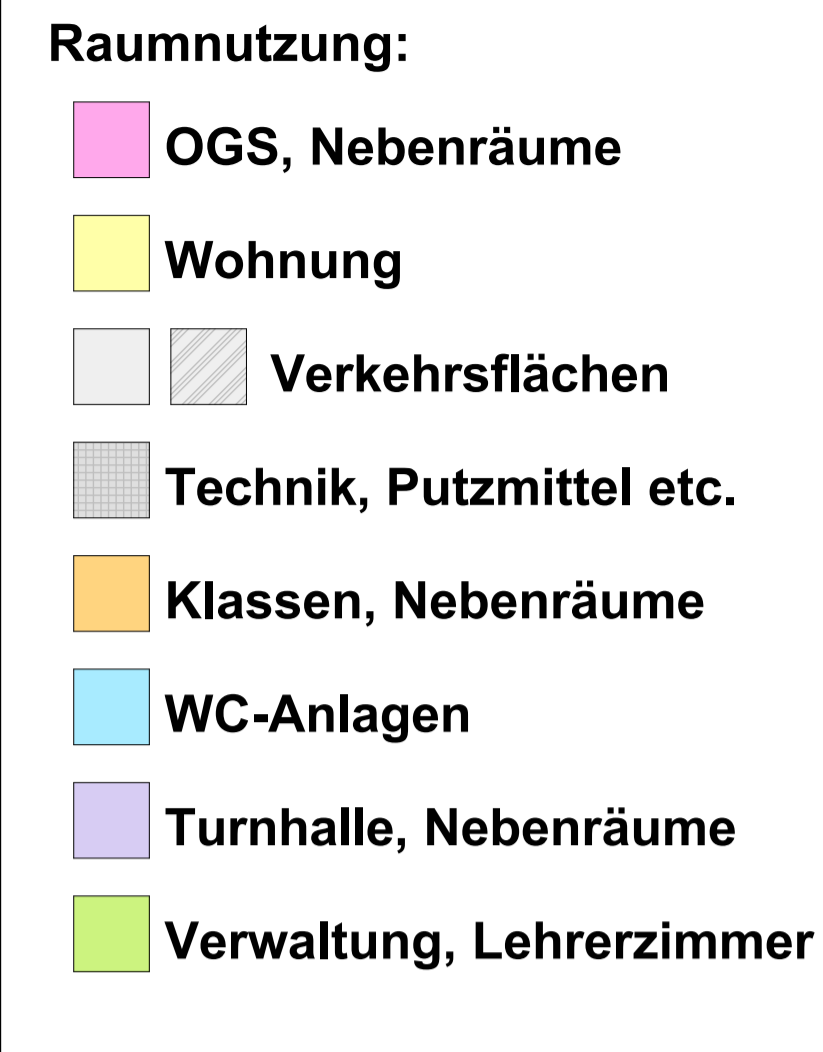 Raumnutzung:
OGS, Nebenräume
Wohnung
Verkehrsflächen
Technik, Putzmittel etc.
Klassen, Nebenräume
WC-Anlagen
Turnhalle, Nebenräume
Verwaltung, Lehrerzimmer